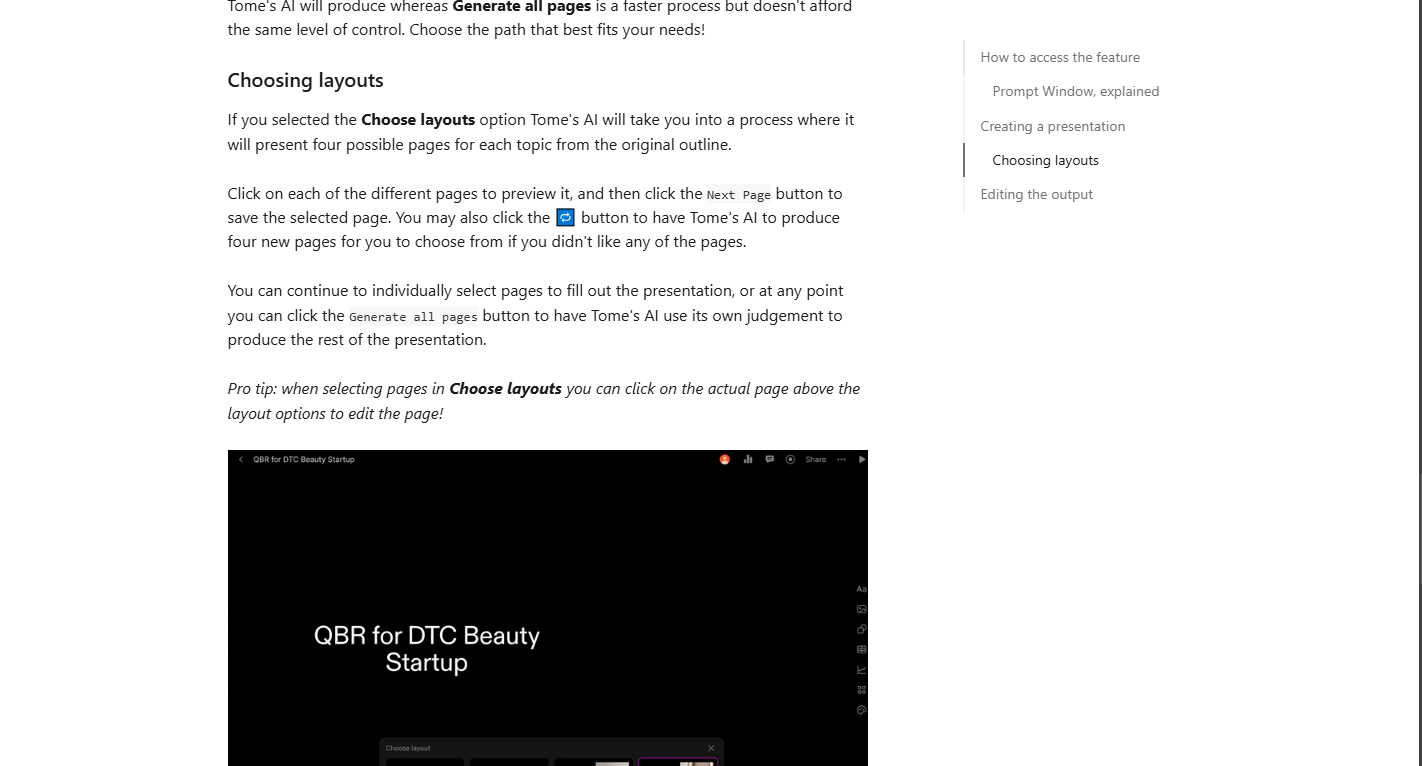 Tome's AI will produce whereas Generate all pages is a faster process but doesn't afford
the same level of control. Choose the path that best fits your needs!
Choosing layouts
If you selected the Choose layouts option Tome's AI will take you into a process where it
will present four possible pages for each topic from the original outline.
Click on each of the different pages to preview it, and then click the Next Page button to
save the selected page. You may also click the 🔁 button to have Tome's AI to produce
four new pages for you to choose from if you didn't like any of the pages.
You can continue to individually select pages to fill out the presentation, or at any point
you can click the Generate all pages button to have Tome's AI use its own judgement to
produce the rest of the presentation.
Pro tip: when selecting pages in Choose layouts you can click on the actual page above the
layout options to edit the page!
QBR for DTC Beauty Startup
Share
Aa
QBR for DTC Beauty
Startup
Choose layout
How to access the feature
Prompt Window, explained
Creating a presentation
Choosing layouts
Editing the output